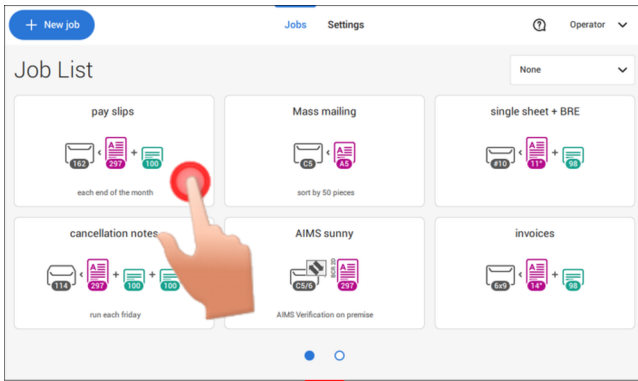 + New job
Jobs
Settings
Operator
Job List
None
pay slips
162
A
297
+
100
each end of the month
Mass mailing
C5
A
A5
sort by 50 pieces
single sheet + BRE
#10
A
11"
+
98
cancellation notes
114
A
297
+
100
+
100
run each friday
AIMS sunny
C5/6
BCR 2D
A
297
AIMS Verification on premise
invoices
6x9
A
14"
+
98